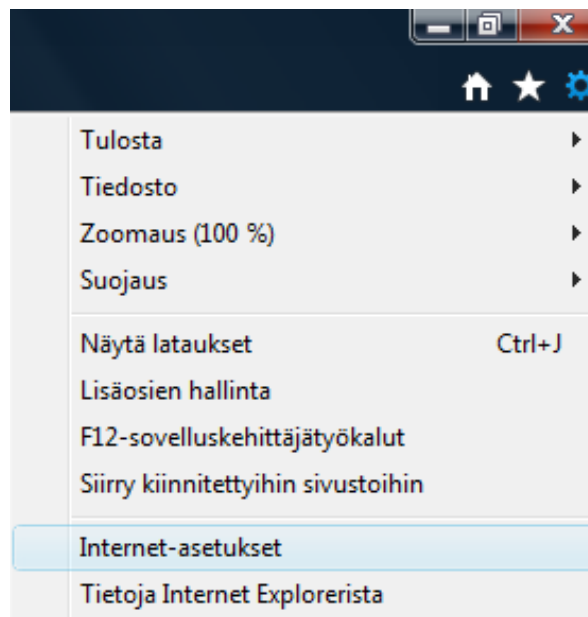 Tulosta
Tiedosto
Zoomaus (100 %)
Suojaus
Näytä lataukset Ctrl+J
Lisäosien hallinta
F12-sovelluskehittäjätyökalut
Siirry kiinnitettyihin sivustoihin
Internet-asetukset
Tietoja Internet Explorerista